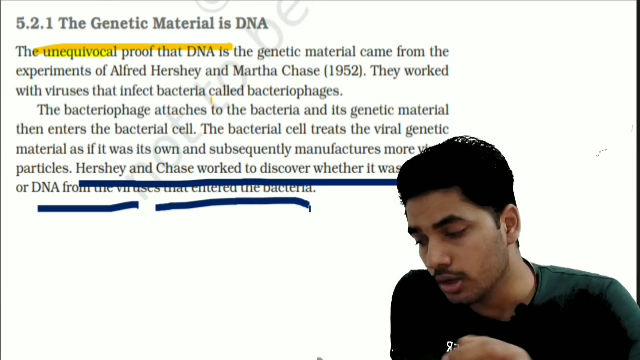 5.2.1 The Genetic Material is DNA
The unequivocal proof that DNA is the genetic material came from the
experiments of Alfred Hershey and Martha Chase (1952). They worked
with viruses that infect bacteria called bacteriophages.
The bacteriophage attaches to the bacteria and its genetic material
then enters the bacterial cell. The bacterial cell treats the viral genetic
material as if it was its own and subsequently manufactures more
particles. Hershey and Chase worked to discover whether it was
or DNA from the viruses that entered the bacteria.
not to be